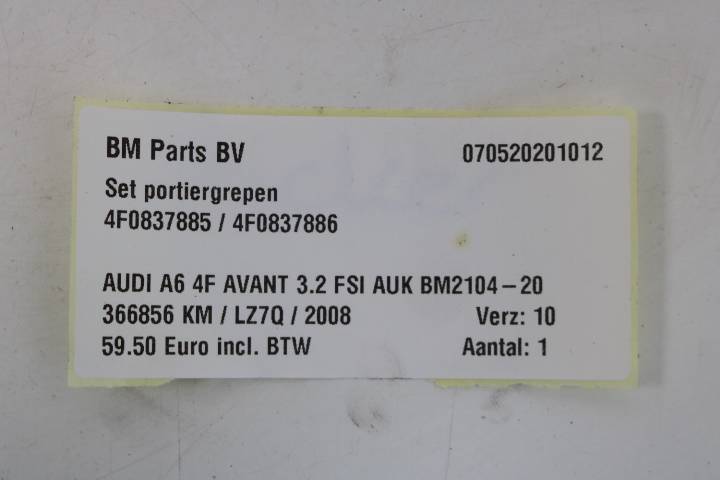 BM Parts BV 070520201012
Set portiergrepen
4F0837885 / 4F0837886
AUDI A6 4F AVANT 3.2 FSI AUK BM2104-20
366856 KM / LZ7Q / 2008 Verz: 10
59.50 Euro incl. BTW Aantal: 1